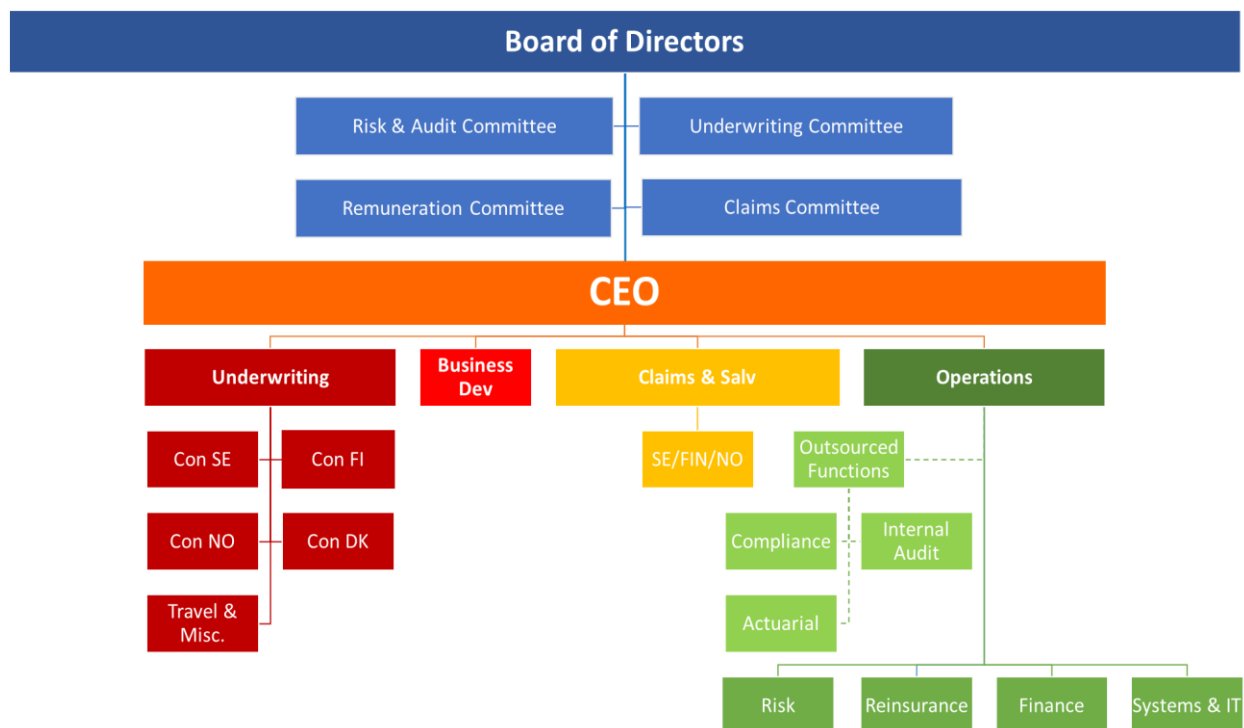 Board of Directors
Risk & Audit Committee
Underwriting Committee
Remuneration Committee
Claims Committee
CEO
Underwriting
Business
Dev
Claims & Salv
Operations
Con SE
Con FI
SE/FIN/NO
Outsourced
Functions
Con NO
Con DK
Compliance
Internal
Audit
Travel &
Misc.
Actuarial
Risk
Reinsurance
Finance
Systems & IT